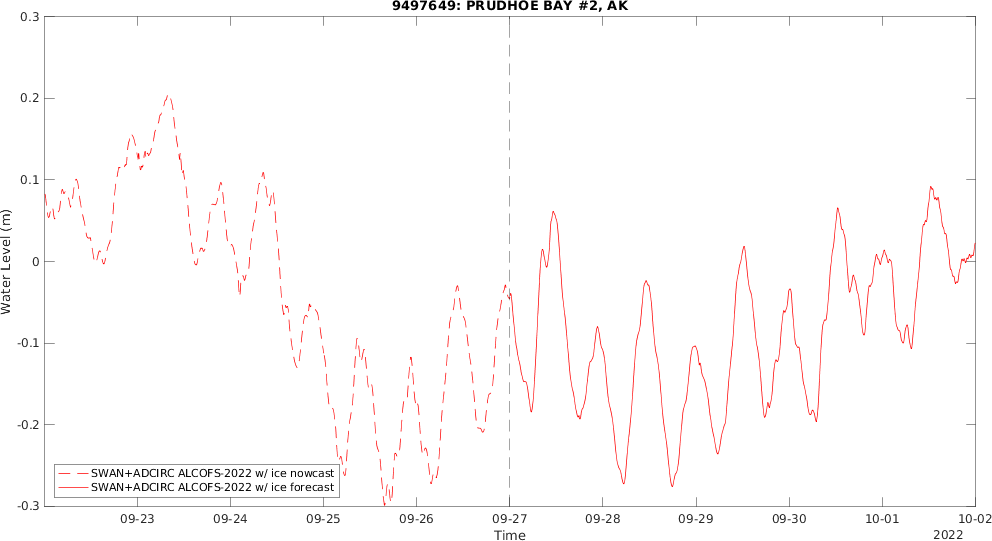 9497649: PRUDHOE BAY #2, AK
0.3
0.2
0.1
0
-0.1
-0.2
-0.3
Water Level (m)
SWAN+ADCIRC ALCOFS-2022 w/ ice nowcast
SWAN+ADCIRC ALCOFS-2022 w/ ice forecast
09-23 09-24 09-25 09-26 09-27 09-28 09-29 09-30 10-01 10-02
Time
2022